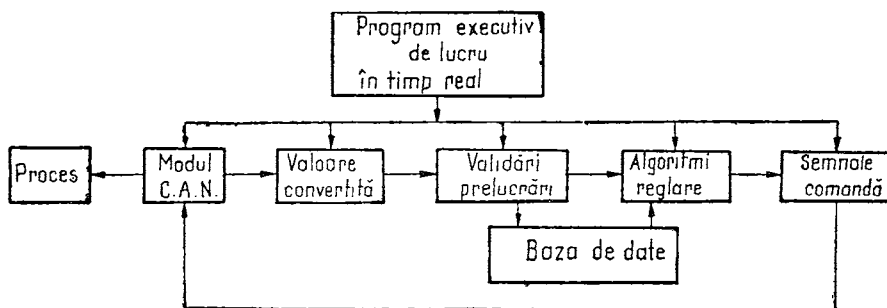 Program executiv
de lucru
în timp real
Proces
Modul
C.A.N.
Valoare
convertită
Validări
prelucrări
Algoritmi
reglare
Semnale
comandă
Baza de date